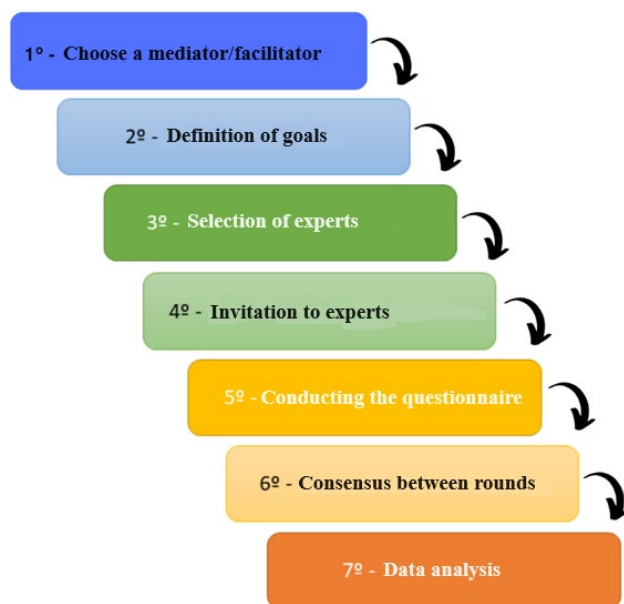 1º - Choose a mediator/facilitator
2º - Definition of goals
3º - Selection of experts
4º - Invitation to experts
5º - Conducting the questionnaire
6º - Consensus between rounds
7º - Data analysis